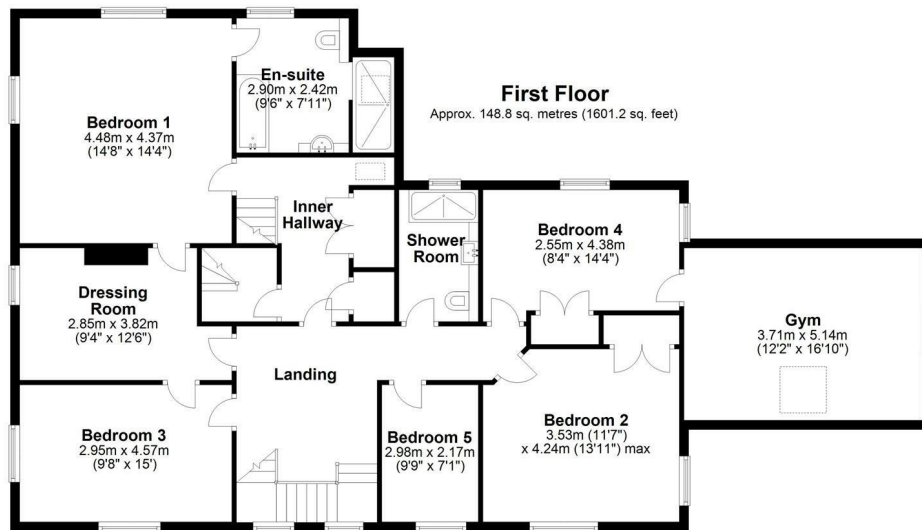 First Floor
Approx. 148.8 sq. metres (1601.2 sq. feet)
En-suite
2.90m x 2.42m
(9'6" x 7'11")
Bedroom 1
4.48m x 4.37m
(14'8" x 14'4")
Inner
Hallway
Shower
Room
Bedroom 4
2.55m x 4.38m
(8'4" x 14'4")
Dressing
Room
2.85m x 3.82m
(9'4" x 12'6")
Gym
3.71m x 5.14m
(12'2" x 16'10")
Landing
Bedroom 3
2.95m x 4.57m
(9'8" x 15')
Bedroom 5
2.98m x 2.17m
(9'9" x 7'1")
Bedroom 2
3.53m (11'7")
x 4.24m (13'11") max